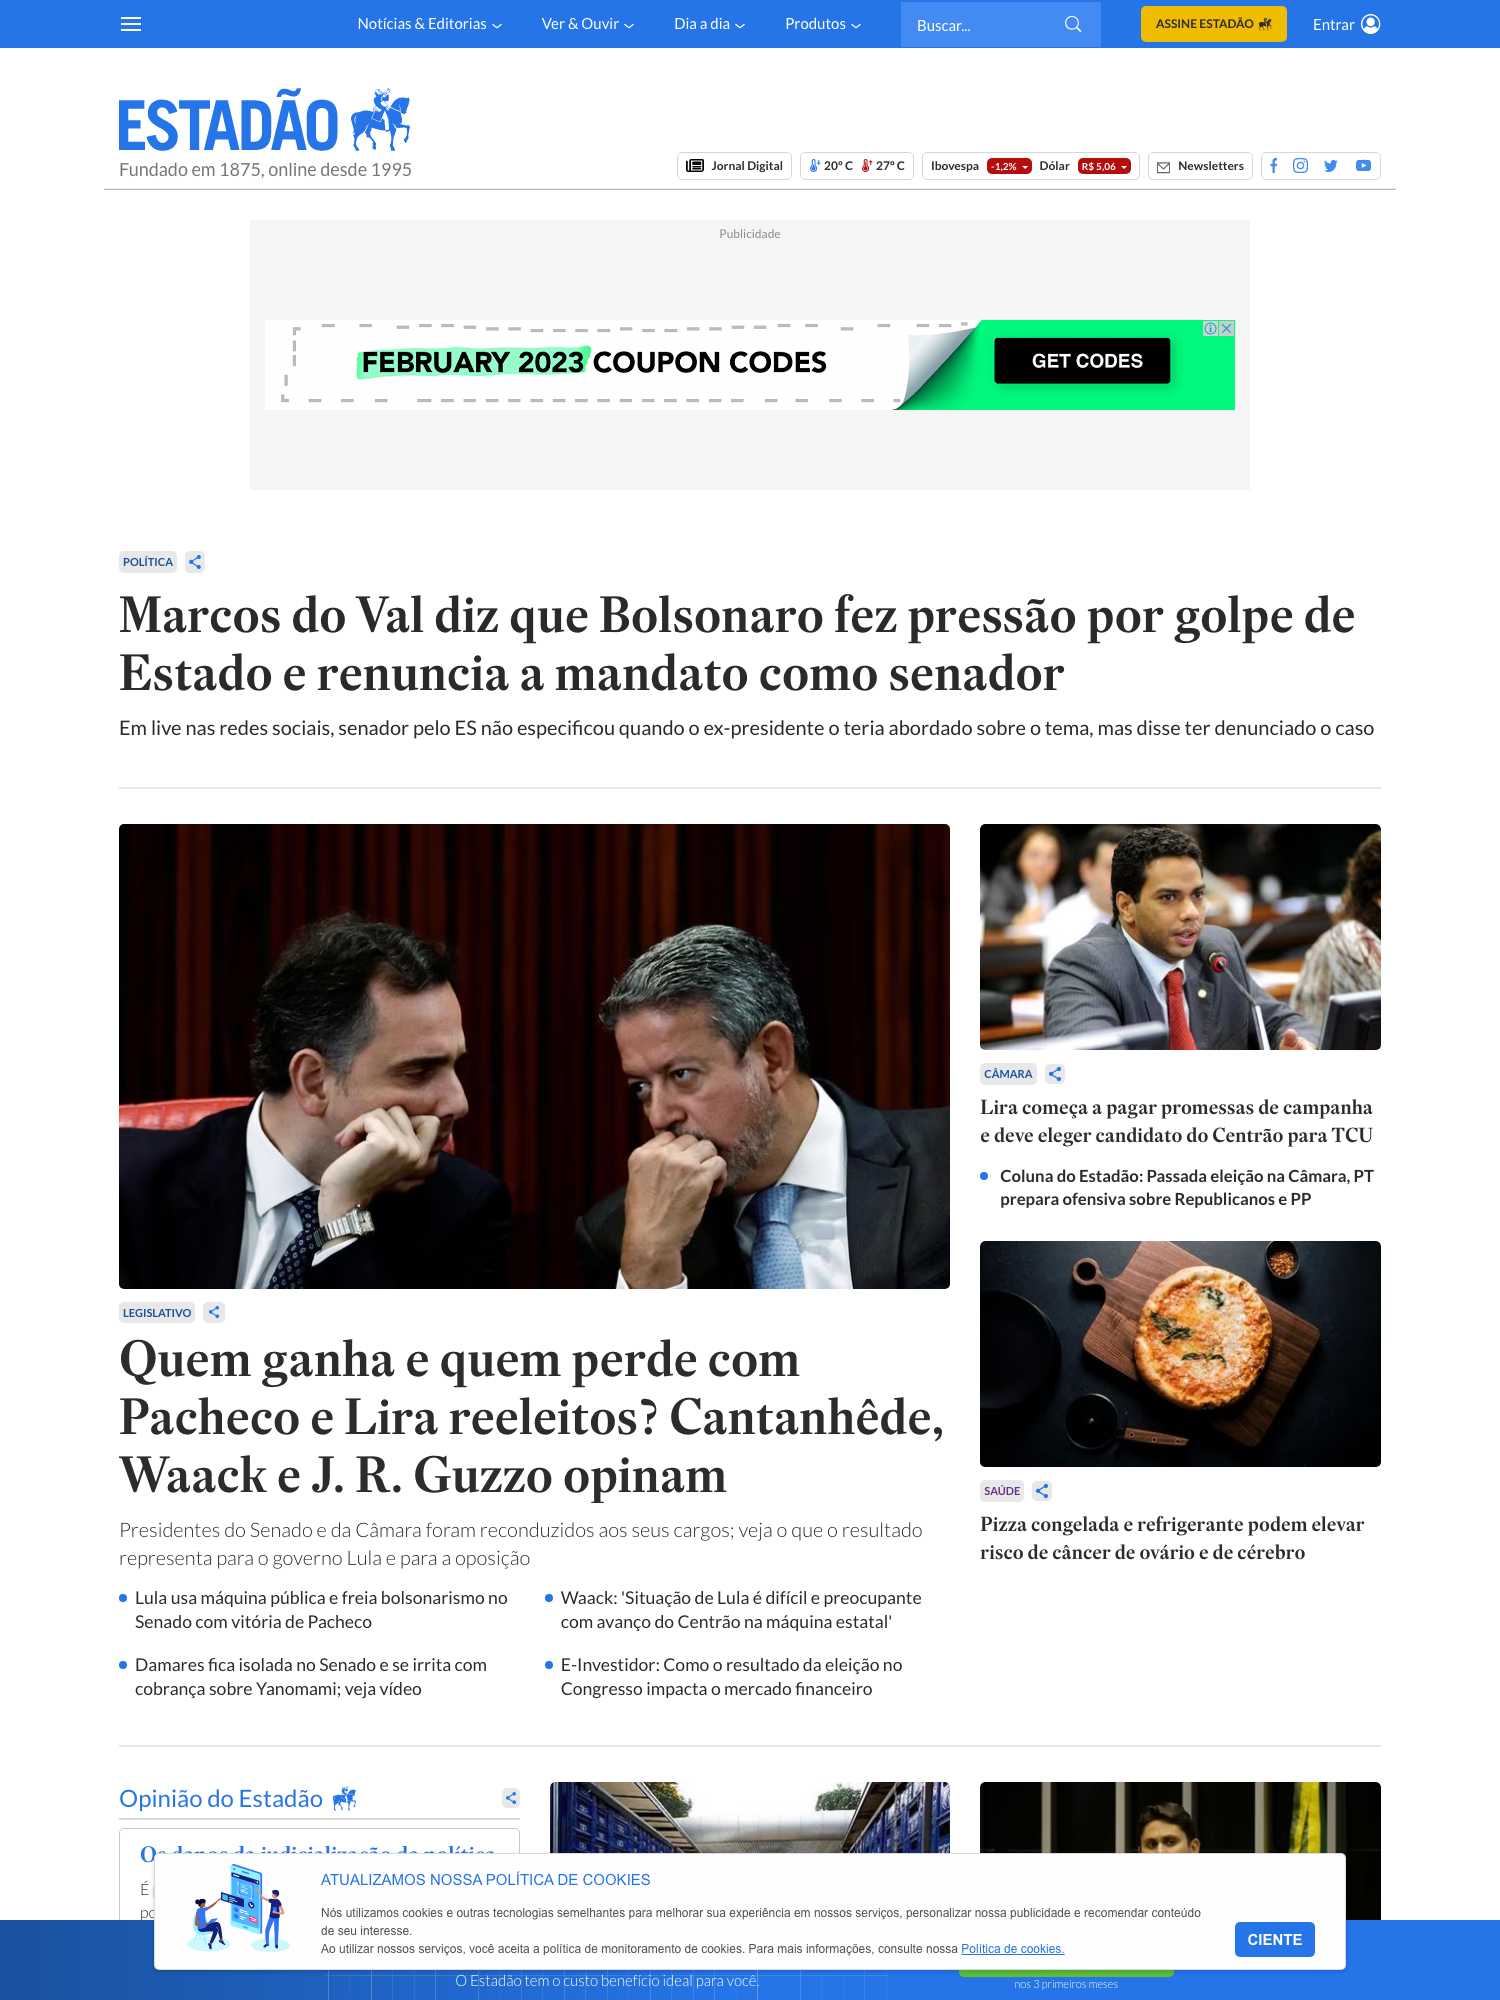 Notícias & Editorias
Ver & Ouvir
Dia a dia
Produtos
Buscar...
ASSINE ESTADÃO
Entrar
ESTADÃO
Fundado em 1875, online desde 1995
Jornal Digital
20º C 27º C
Ibovespa -1,2% Dólar R$ 5,06
Newsletters
Publicidade
FEBRUARY 2023 COUPON CODES
GET CODES
POLÍTICA
Marcos do Val diz que Bolsonaro fez pressão por golpe de
Estado e renuncia a mandato como senador
Em live nas redes sociais, senador pelo ES não especificou quando o ex-presidente o teria abordado sobre o tema, mas disse ter denunciado o caso
LEGISLATIVO
Quem ganha e quem perde com
Pacheco e Lira reeleitos? Cantanhêde,
Waack e J. R. Guzzo opinam
Presidentes do Senado e da Câmara foram reconduzidos aos seus cargos; veja o que o resultado
representa para o governo Lula e para a oposição
Lula usa máquina pública e freia bolsonarismo no
Senado com vitória de Pacheco
Waack: 'Situação de Lula é difícil e preocupante
com avanço do Centrão na máquina estatal'
Damares fica isolada no Senado e se irrita com
cobrança sobre Yanomami; veja vídeo
E-Investidor: Como o resultado da eleição no
Congresso impacta o mercado financeiro
CÂMARA
Lira começa a pagar promessas de campanha
e deve eleger candidato do Centrão para TCU
Coluna do Estadão: Passada eleição na Câmara, PT
prepara ofensiva sobre Republicanos e PP
SAÚDE
Pizza congelada e refrigerante podem elevar
risco de câncer de ovário e de cérebro
Opinião do Estadão
Os danos da judicialização da política
É
ATUALIZAMOS NOSSA POLÍTICA DE COOKIES
Nós utilizamos cookies e outras tecnologias semelhantes para melhorar sua experiência em nossos serviços, personalizar nossa publicidade e recomendar conteúdo
de seu interesse.
Ao utilizar nossos serviços, você aceita a política de monitoramento de cookies. Para mais informações, consulte nossa Política de cookies.
CIENTE
O Estadão tem o custo benefício ideal para você.
nos 3 primeiros meses